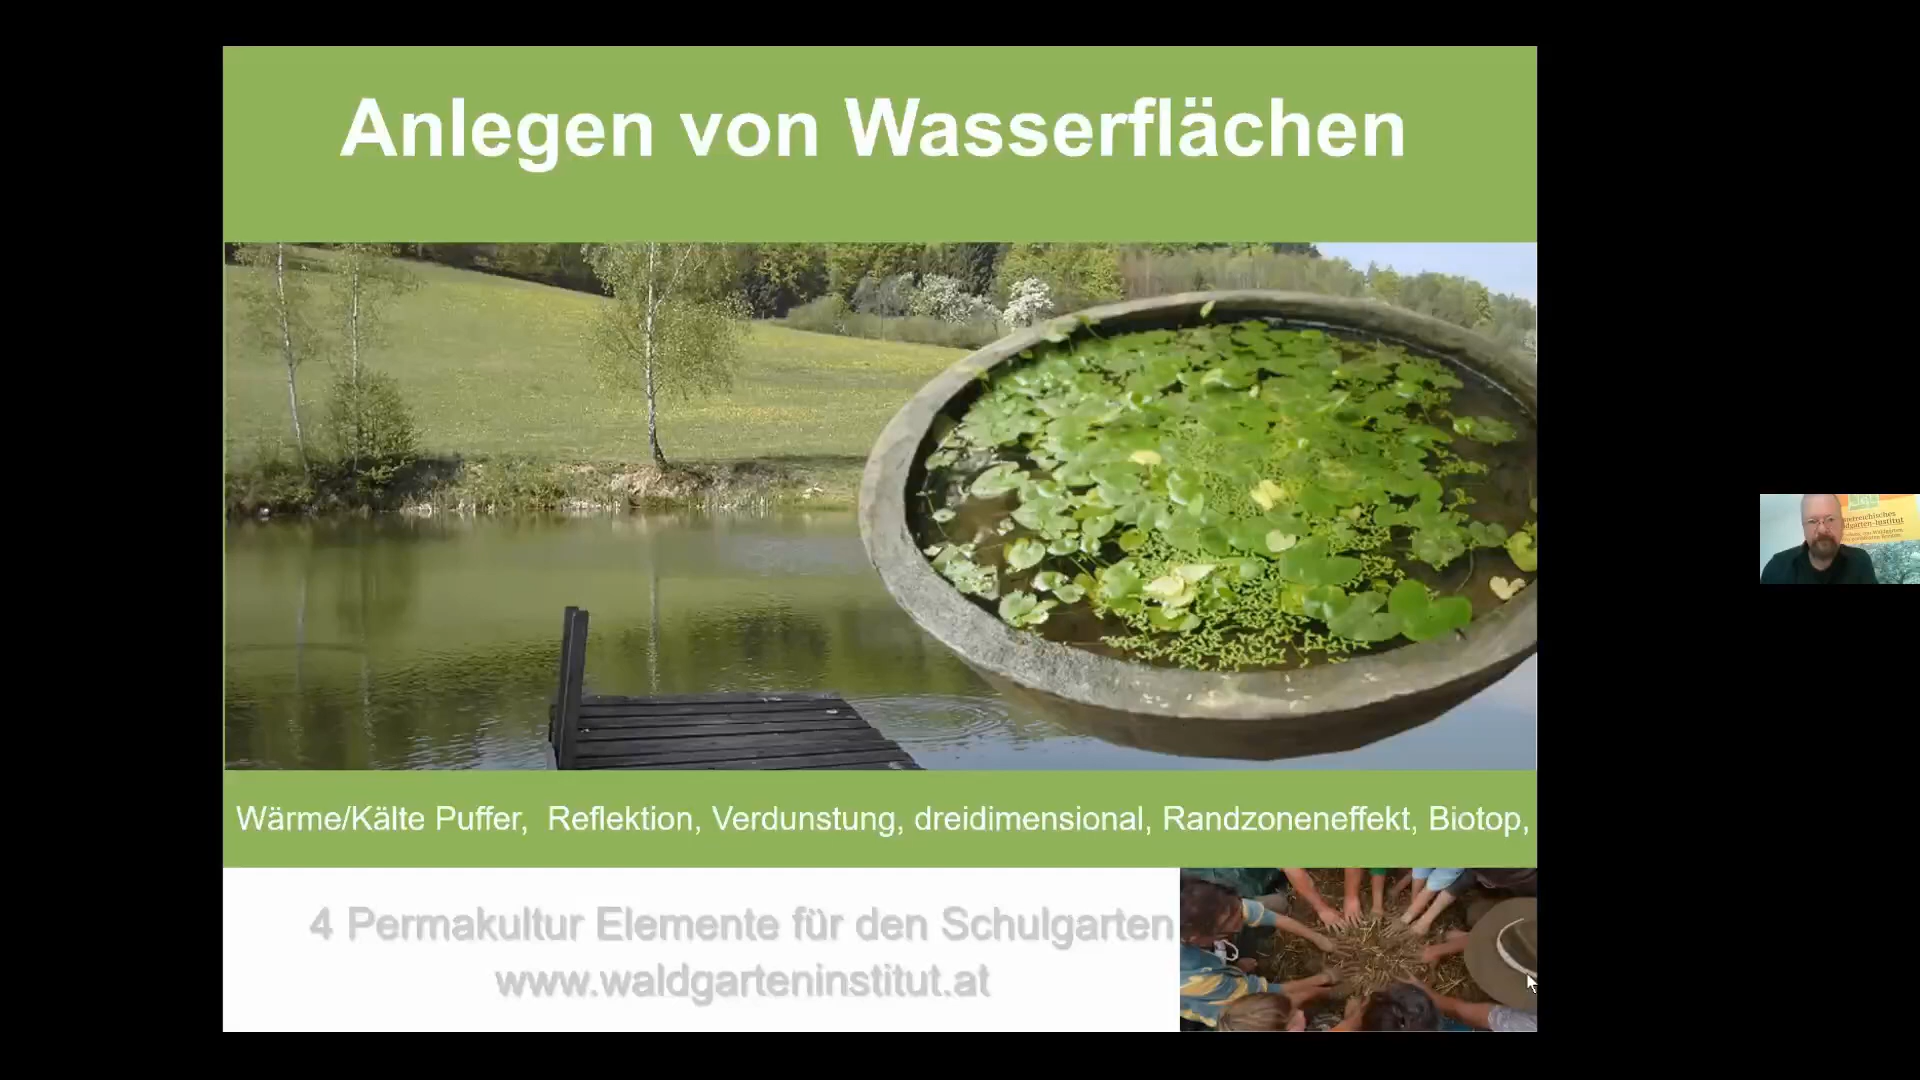 Anlegen von Wasserflächen
Wärme/Kälte Puffer,  Reflektion, Verdunstung, dreidimensional, Randzoneneffekt, Biotop,
4 Permakultur Elemente für den Schulgarten
www.waldgarteninstitut.at